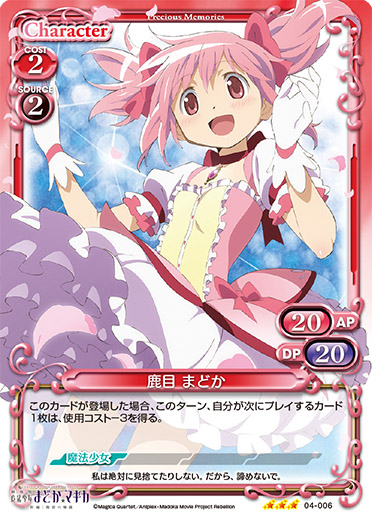 Precious Memories
Character
COST
2
SOURCE
2
20 AP
DP 20
鹿目 まどか
このカードが登場した場合、このターン、自分が次にプレイするカード
1枚は、使用コスト−3を得る。
魔法少女
私は絶対に見捨てたりしない、だから、諦めないで。
まどか☆マギカ
©Magica Quartet/Aniplex・Madoka Movie Project Rebellion
★★★ 04-006